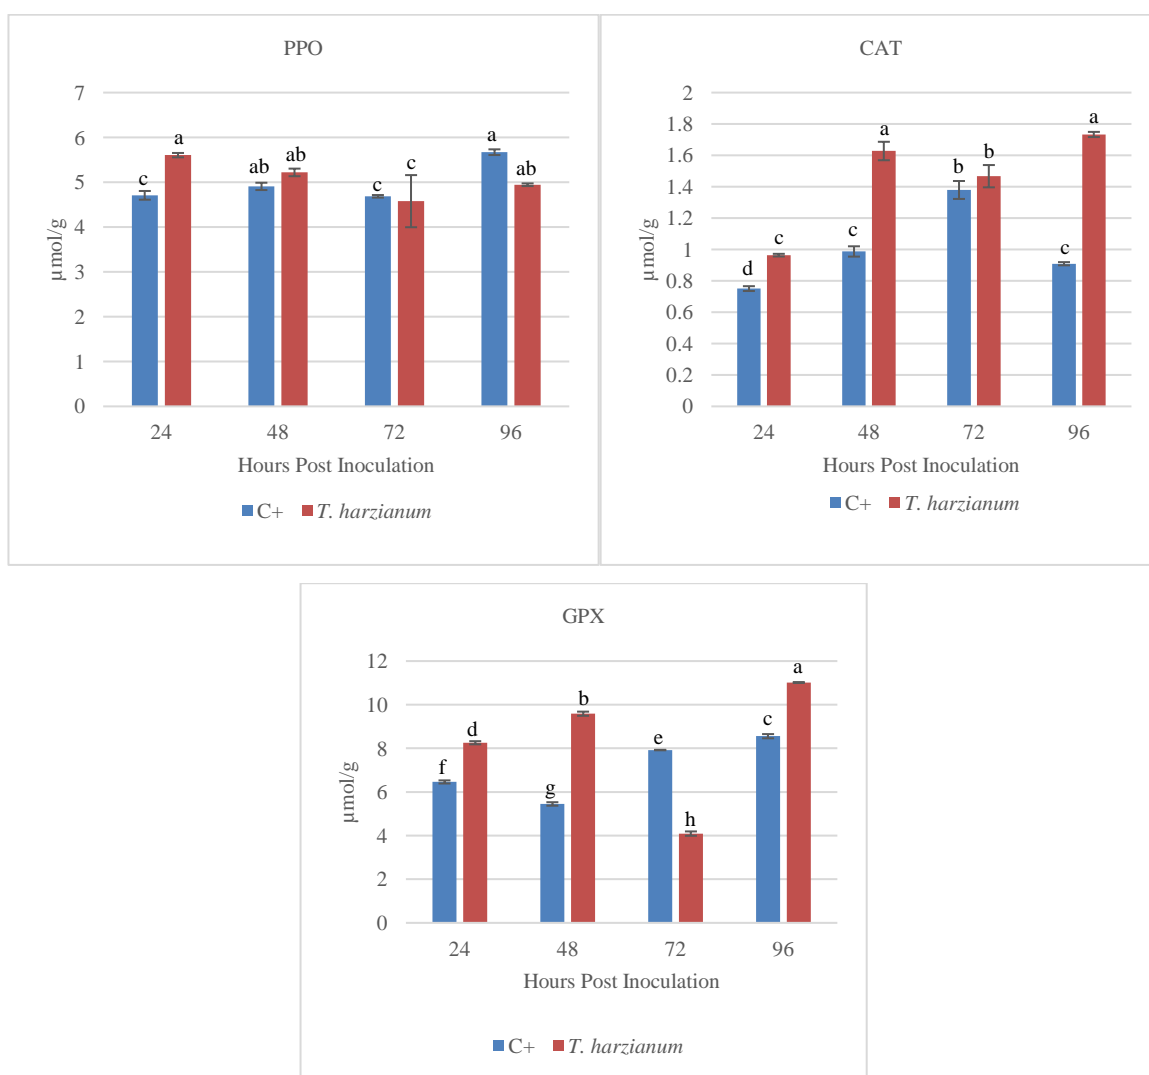 PPO
7
6
5
4
3
2
1
0
µmol/g
c
a
ab
ab
c
c
a
ab
24 48 72 96
Hours Post Inoculation
C+ T. harzianum
CAT
2
1.8
1.6
1.4
1.2
1
0.8
0.6
0.4
0.2
0
µmol/g
d
c
c
a
b
b
c
a
24 48 72 96
Hours Post Inoculation
C+ T. harzianum
GPX
12
10
8
6
4
2
0
µmol/g
f
d
g
b
e
h
c
a
24 48 72 96
Hours Post Inoculation
C+ T. harzianum